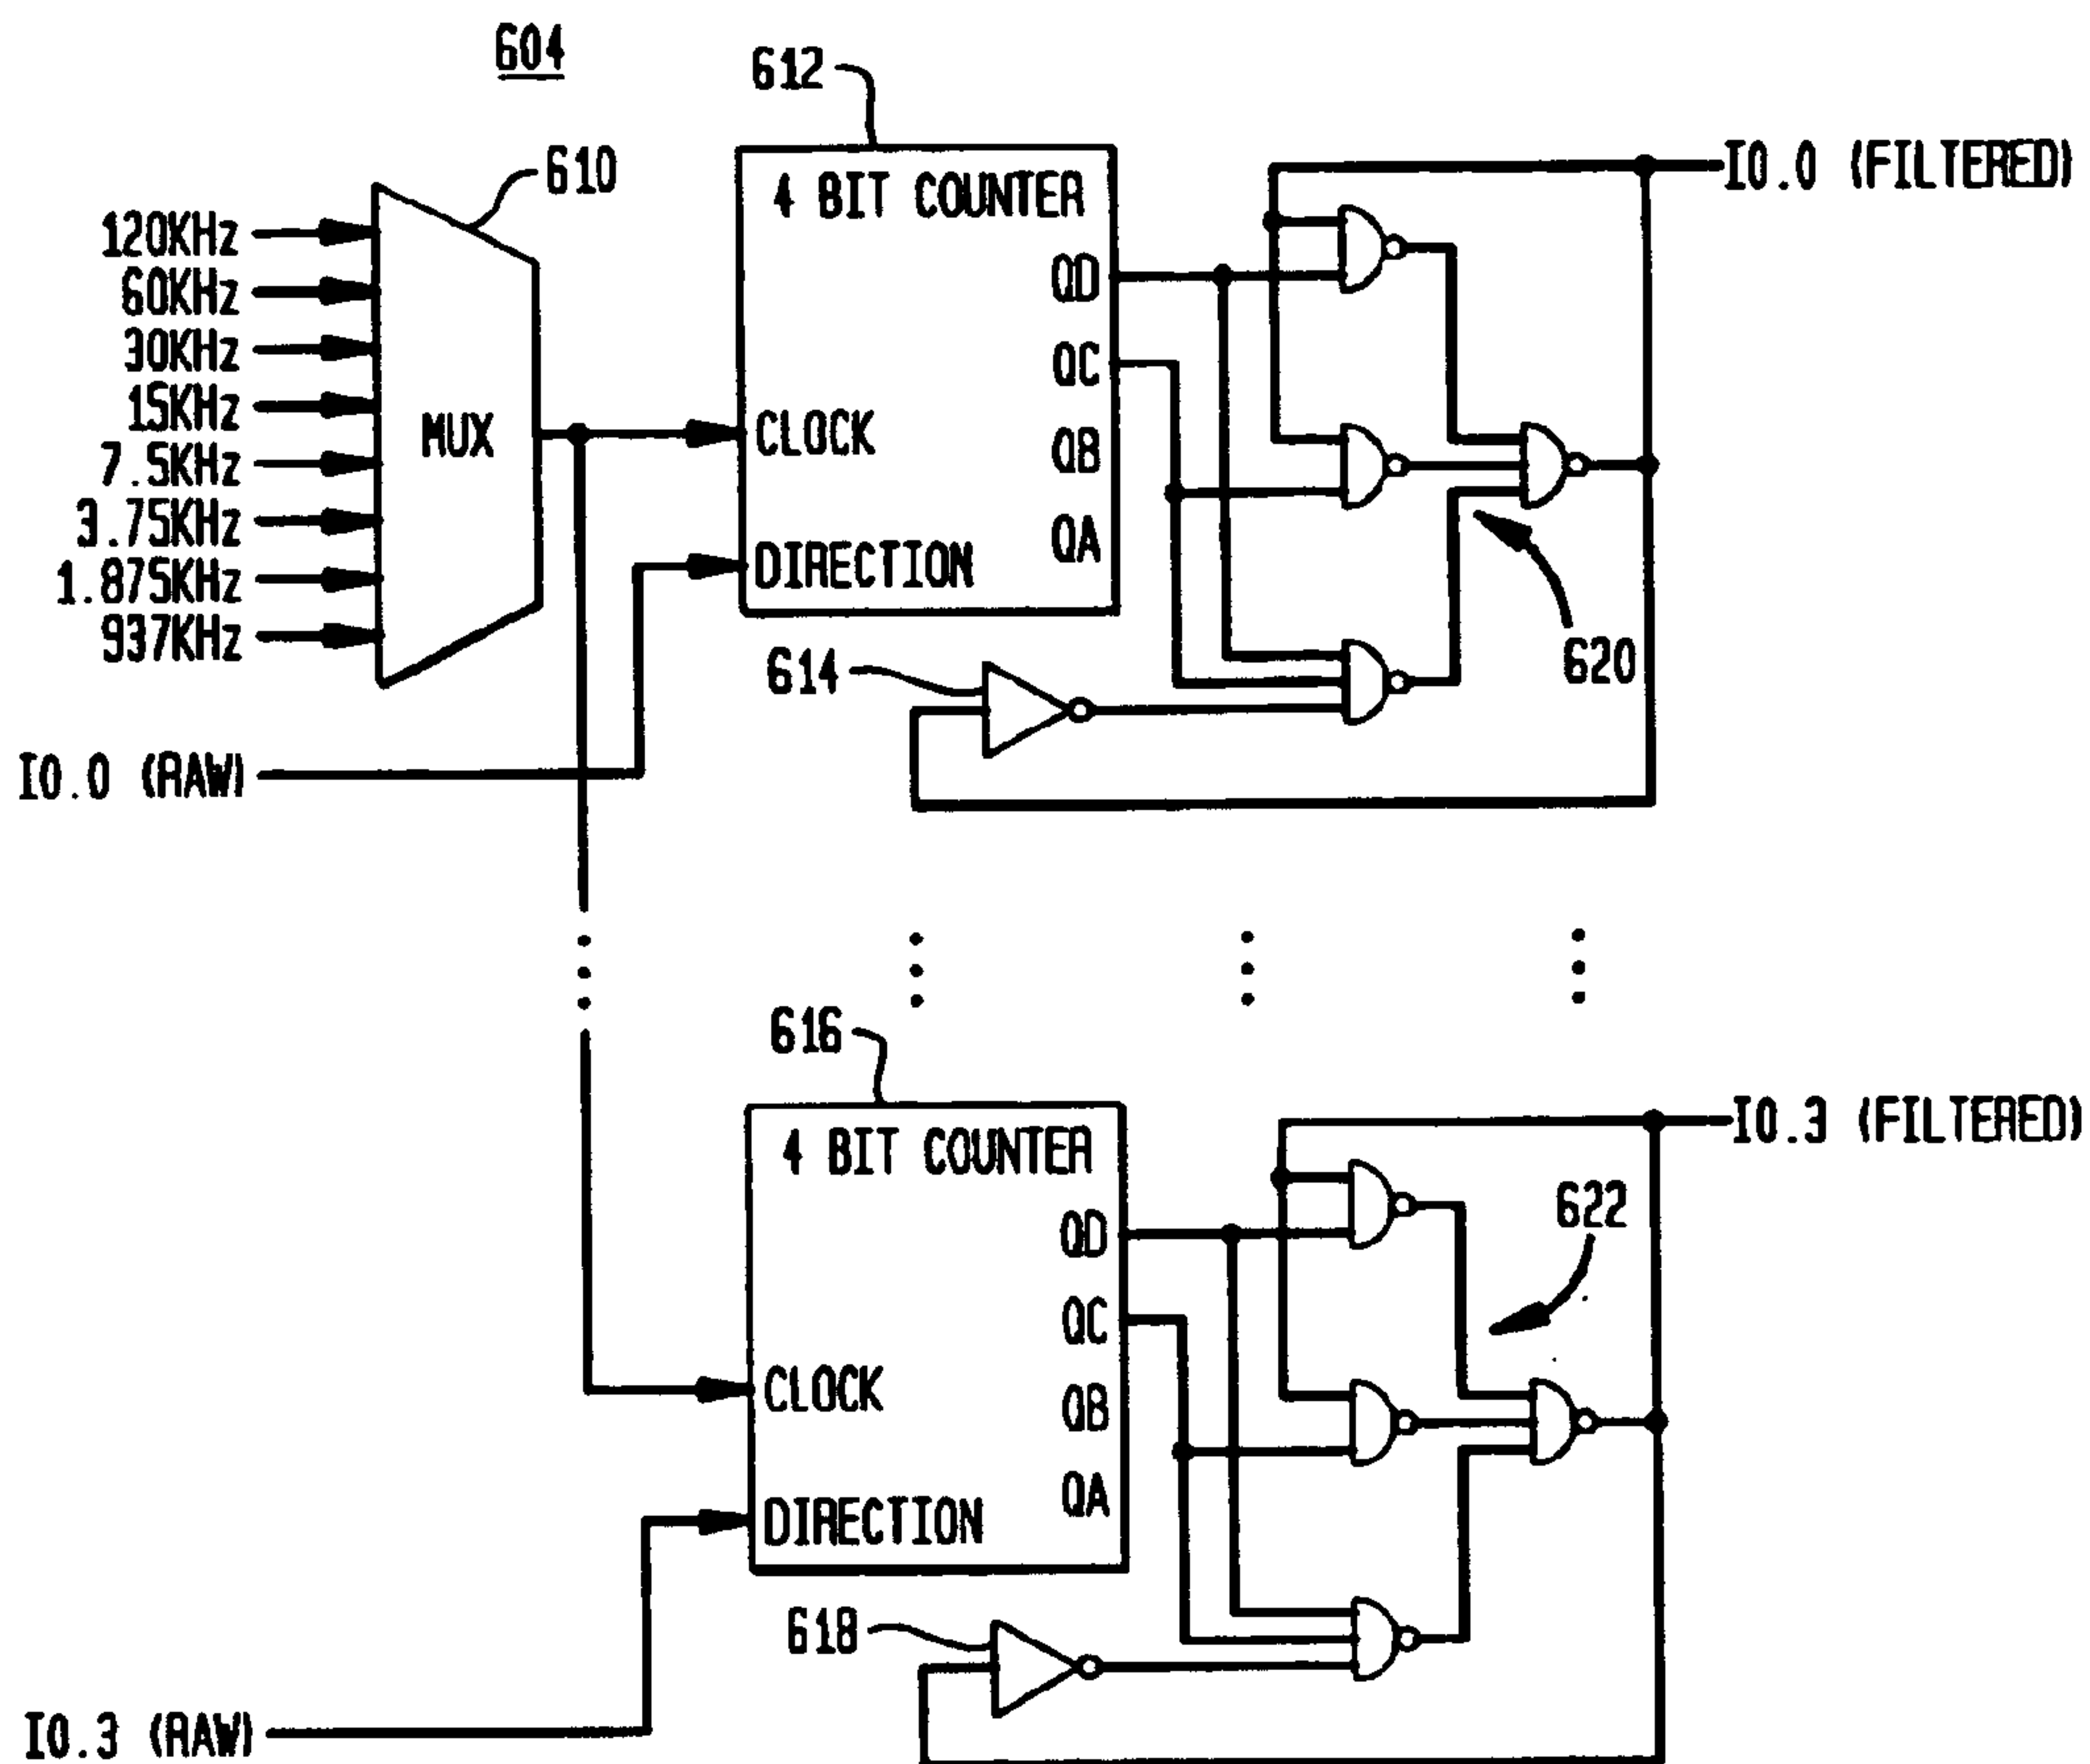 604
612
610
120KHz
60KHz
30KHz
15KHz
7.5KHz
3.75KHz
1.875KHz
937KHz
MUX
4 BIT COUNTER
QD
QC
QB
QA
CLOCK
DIRECTION
I0.0 (FILTERED)
620
614
I0.0 (RAW)
616
4 BIT COUNTER
QD
QC
QB
QA
CLOCK
DIRECTION
I0.3 (FILTERED)
622
618
I0.3 (RAW)